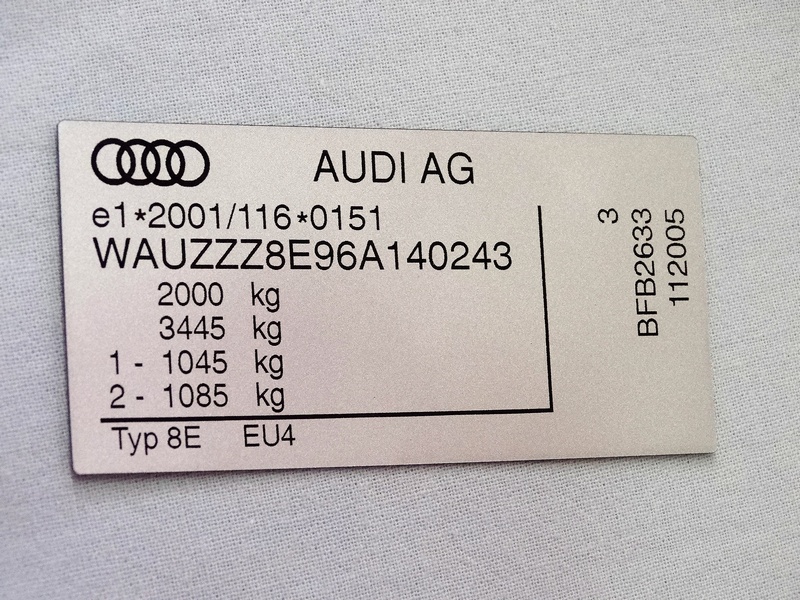 AUDI AG
e1*2001/116*0151
WAUZZZ8E96A140243
2000 kg
3445 kg
1 - 1045 kg
2 - 1085 kg
Typ 8E EU4
3
BFB2633
112005